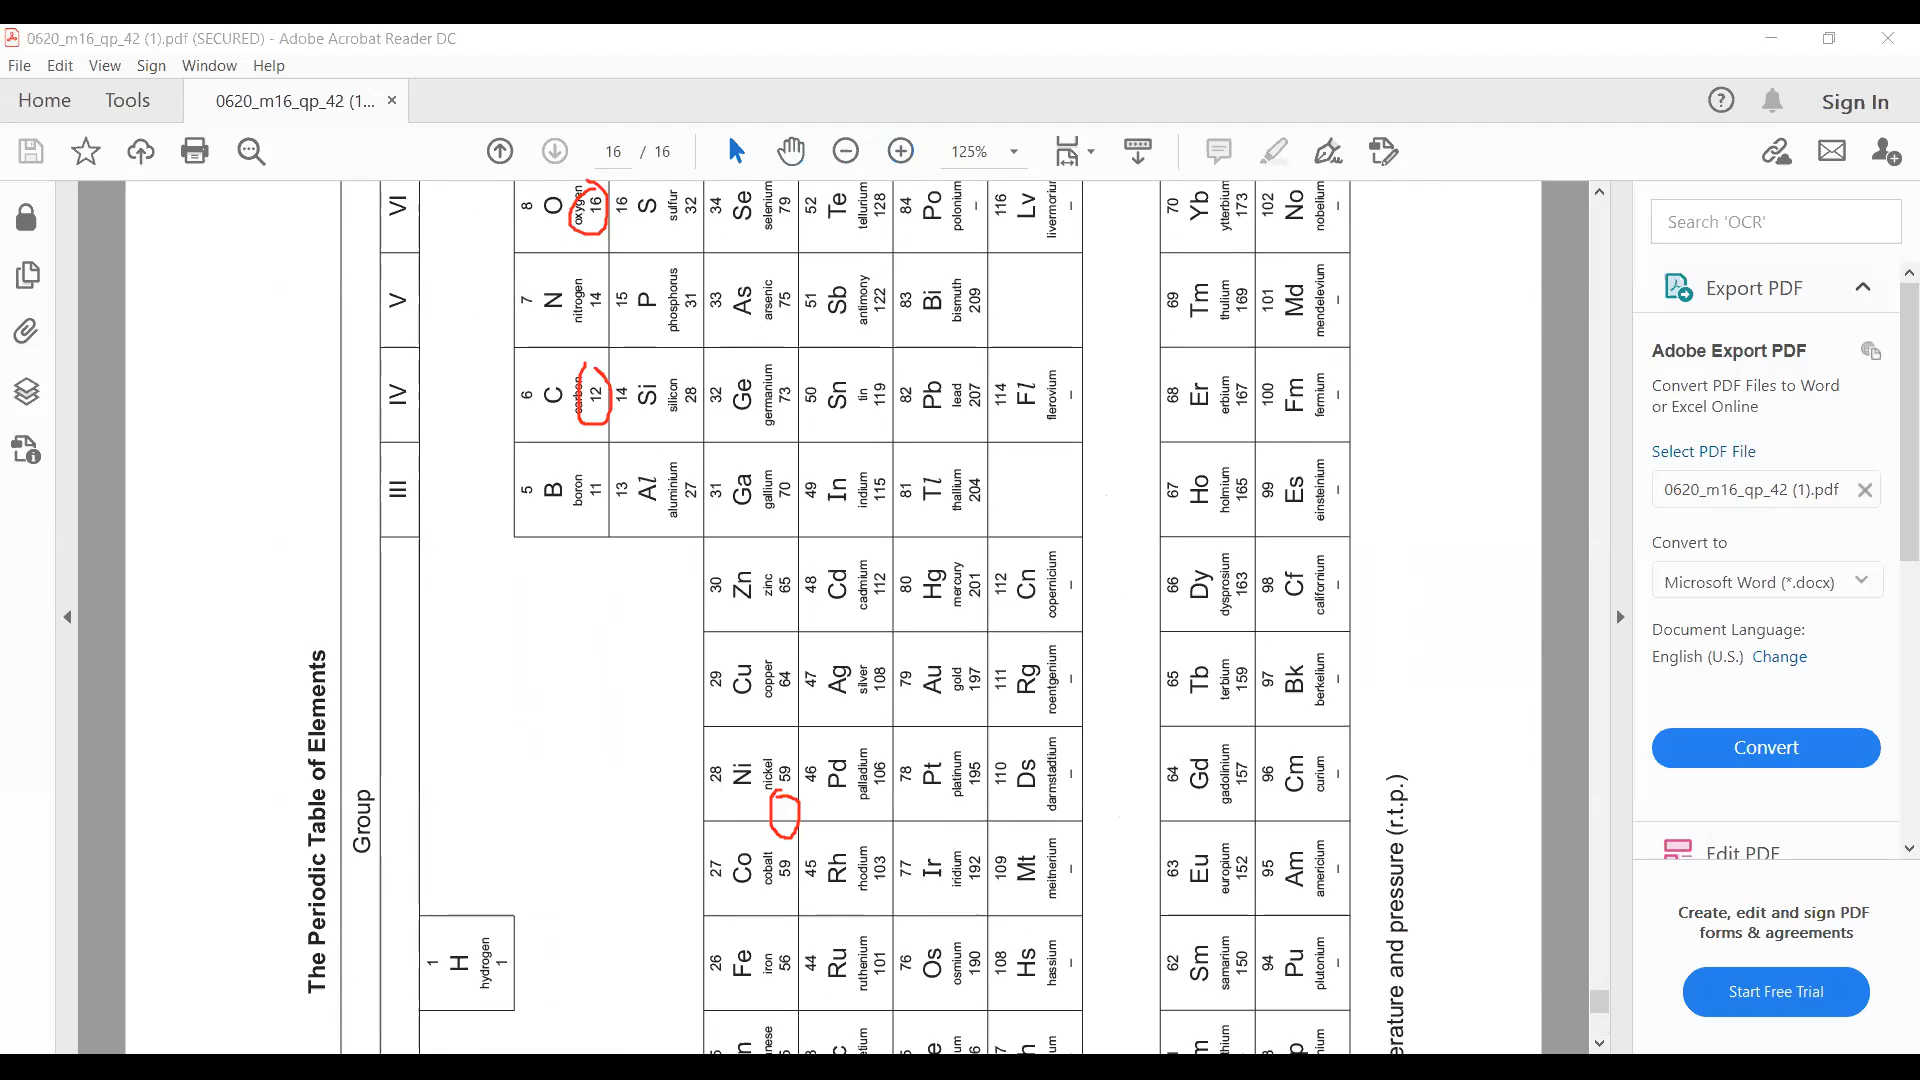 0620_m16_qp_42 (1).pdf (SECURED) - Adobe Acrobat Reader DC
File Edit View Sign Window Help
Home Tools 0620_m16_qp_42 (1... ×
Sign In
16 / 16
125%
The Periodic Table of Elements
Group
III
IV
V
VI
1 H hydrogen 1
8 O oxygen 16
16 S sulfur 32
34 Se selenium 79
52 Te tellurium 128
84 Po polonium –
116 Lv livermorium –
7 N nitrogen 14
15 P phosphorus 31
33 As arsenic 75
51 Sb antimony 122
83 Bi bismuth 209
6 C carbon 12
14 Si silicon 28
32 Ge germanium 73
50 Sn tin 119
82 Pb lead 207
114 Fl flerovium –
5 B boron 11
13 Al aluminium 27
31 Ga gallium 70
49 In indium 115
81 Tl thallium 204
30 Zn zinc 65
48 Cd cadmium 112
80 Hg mercury 201
112 Cn copernicium –
29 Cu copper 64
47 Ag silver 108
79 Au gold 197
111 Rg roentgenium –
28 Ni nickel 59
46 Pd palladium 106
78 Pt platinum 195
110 Ds darmstadtium –
27 Co cobalt 59
45 Rh rhodium 103
77 Ir iridium 192
109 Mt meitnerium –
26 Fe iron 56
44 Ru ruthenium 101
76 Os osmium 190
108 Hs hassium –
70 Yb ytterbium 173
102 No nobelium –
69 Tm thulium 169
101 Md mendelevium –
68 Er erbium 167
100 Fm fermium –
67 Ho holmium 165
99 Es einsteinium –
66 Dy dysprosium 163
98 Cf californium –
65 Tb terbium 159
97 Bk berkelium –
64 Gd gadolinium 157
96 Cm curium –
63 Eu europium 152
95 Am americium –
62 Sm samarium 150
94 Pu plutonium –
erature and pressure (r.t.p.)
Search 'OCR'
Export PDF
Adobe Export PDF
Convert PDF Files to Word
or Excel Online
Select PDF File
0620_m16_qp_42 (1).pdf
Convert to
Microsoft Word (*.docx)
Document Language:
English (U.S.) Change
Convert
Edit PDF
Create, edit and sign PDF
forms & agreements
Start Free Trial